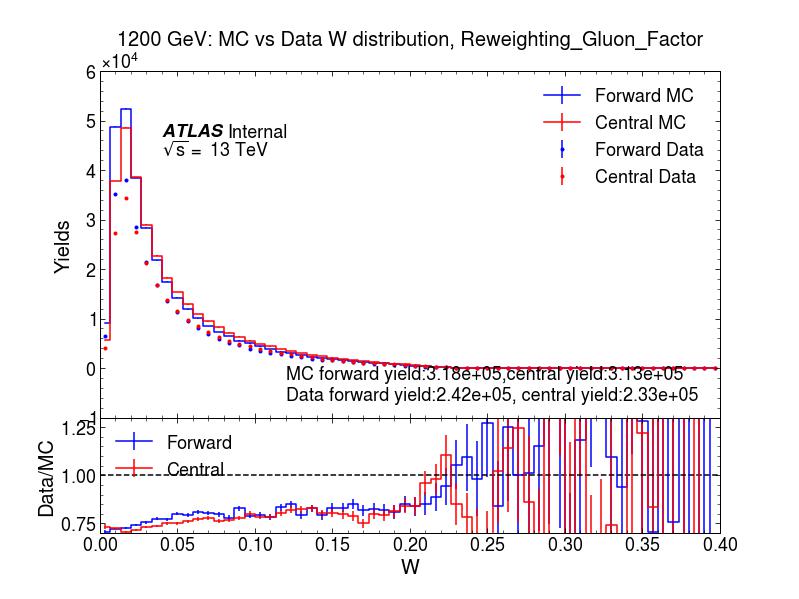 1200 GeV: MC vs Data W distribution, Reweighting_Gluon_Factor
×10⁴
6
5
4
3
2
1
0
−1
Yields
ATLAS Internal
√s = 13 TeV
Forward MC
Central MC
Forward Data
Central Data
MC forward yield:3.18e+05,central yield:3.13e+05
Data forward yield:2.42e+05, central yield:2.33e+05
1.25
1.00
0.75
Data/MC
Forward
Central
0.00 0.05 0.10 0.15 0.20 0.25 0.30 0.35 0.40
W